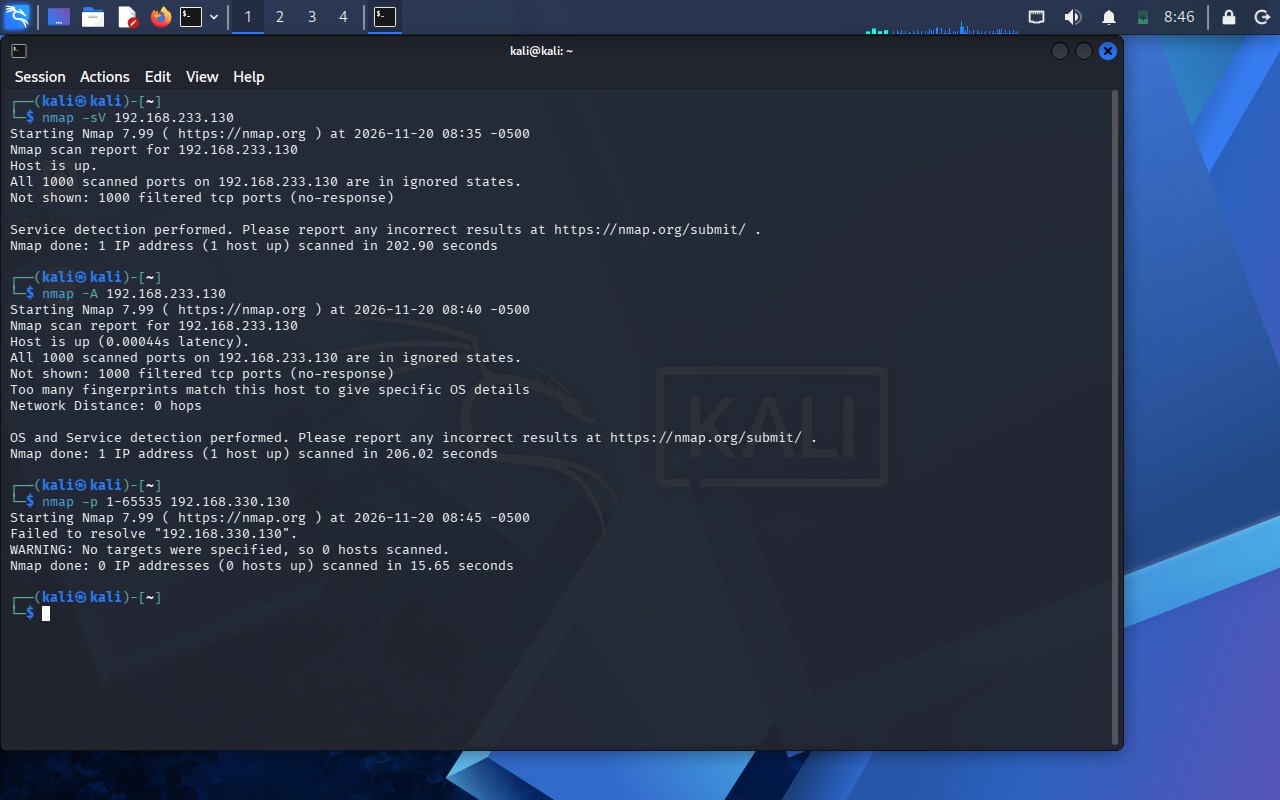 1 2 3 4 8:46
kali@kali: ~
Session Actions Edit View Help
┌──(kali㉿kali)-[~]
└─$ nmap -sV 192.168.233.130
Starting Nmap 7.99 ( https://nmap.org ) at 2026-11-20 08:35 -0500
Nmap scan report for 192.168.233.130
Host is up.
All 1000 scanned ports on 192.168.233.130 are in ignored states.
Not shown: 1000 filtered tcp ports (no-response)
Service detection performed. Please report any incorrect results at https://nmap.org/submit/ .
Nmap done: 1 IP address (1 host up) scanned in 202.90 seconds
┌──(kali㉿kali)-[~]
└─$ nmap -A 192.168.233.130
Starting Nmap 7.99 ( https://nmap.org ) at 2026-11-20 08:40 -0500
Nmap scan report for 192.168.233.130
Host is up (0.00044s latency).
All 1000 scanned ports on 192.168.233.130 are in ignored states.
Not shown: 1000 filtered tcp ports (no-response)
Too many fingerprints match this host to give specific OS details
Network Distance: 0 hops
OS and Service detection performed. Please report any incorrect results at https://nmap.org/submit/ .
Nmap done: 1 IP address (1 host up) scanned in 206.02 seconds
┌──(kali㉿kali)-[~]
└─$ nmap -p 1-65535 192.168.330.130
Starting Nmap 7.99 ( https://nmap.org ) at 2026-11-20 08:45 -0500
Failed to resolve "192.168.330.130".
WARNING: No targets were specified, so 0 hosts scanned.
Nmap done: 0 IP addresses (0 hosts up) scanned in 15.65 seconds
┌──(kali㉿kali)-[~]
└─$
KALI